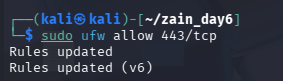 ┌──(kali㉿kali)-[~/zain_day6]
└─$ sudo ufw allow 443/tcp
Rules updated
Rules updated (v6)